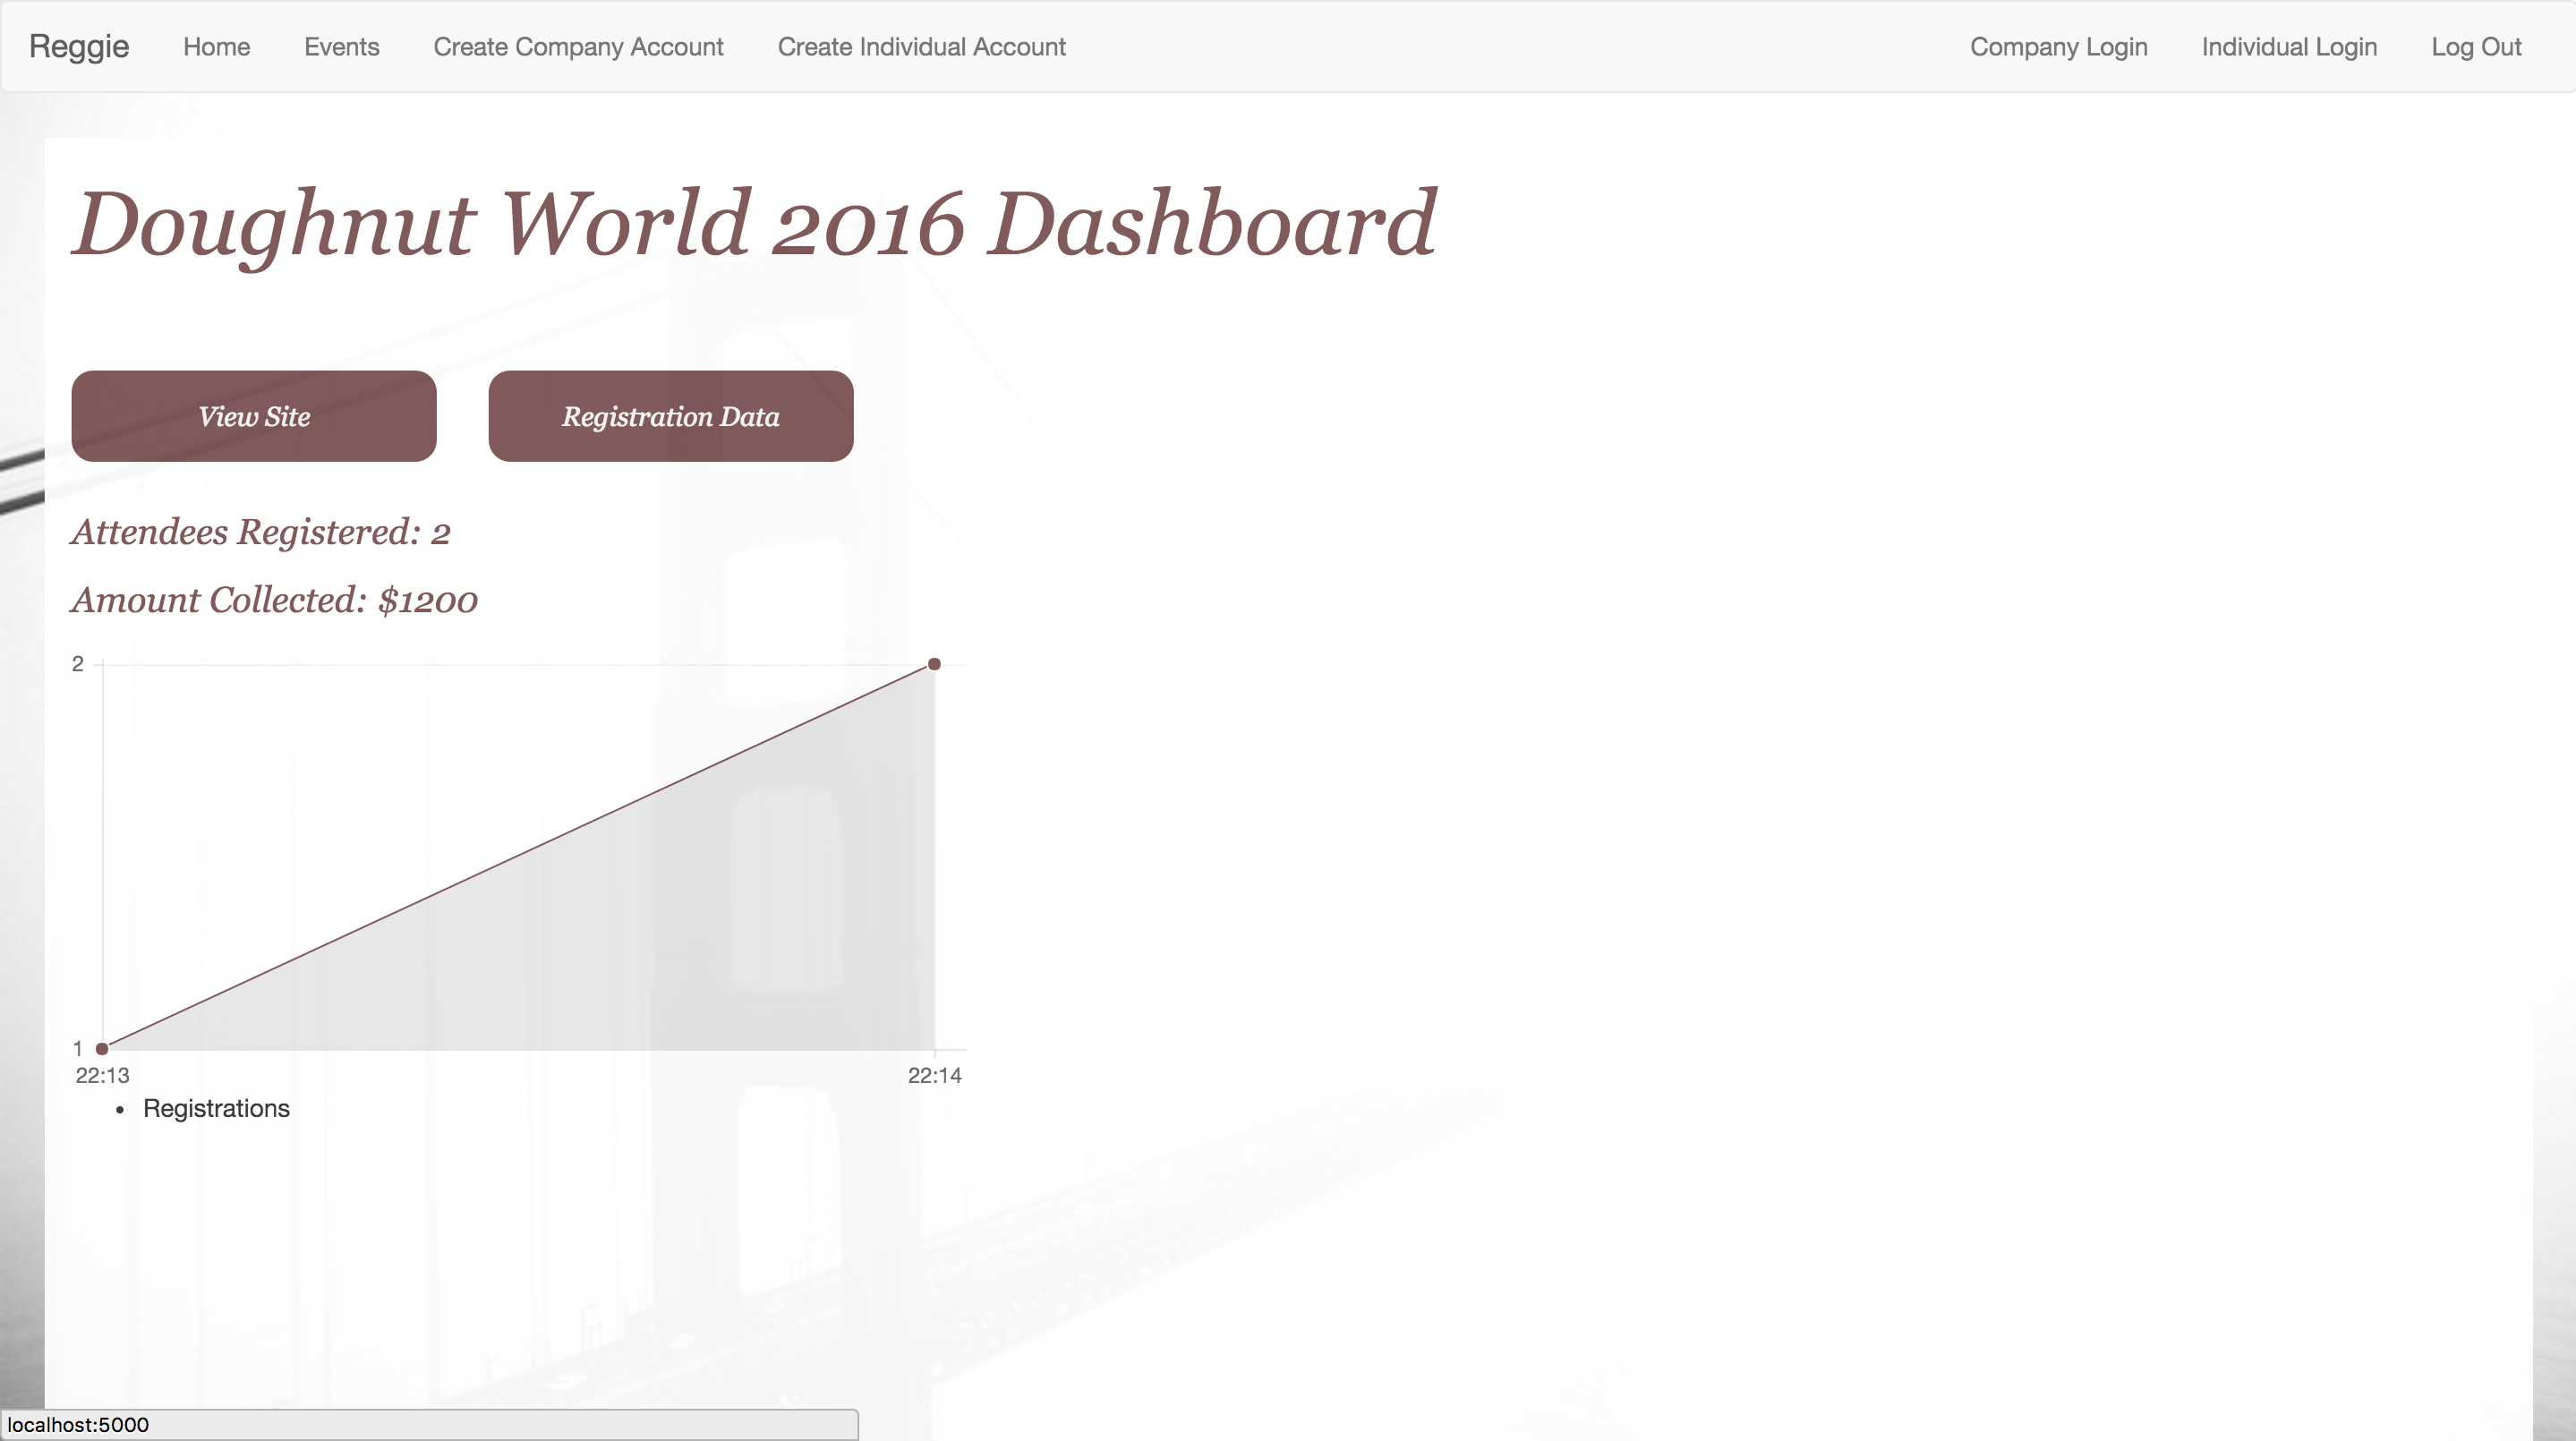 Reggie Home Events Create Company Account Create Individual Account Company Login Individual Login Log Out
Doughnut World 2016 Dashboard
View Site Registration Data
Attendees Registered: 2
Amount Collected: $1200
2
1
22:13 22:14
Registrations
localhost:5000